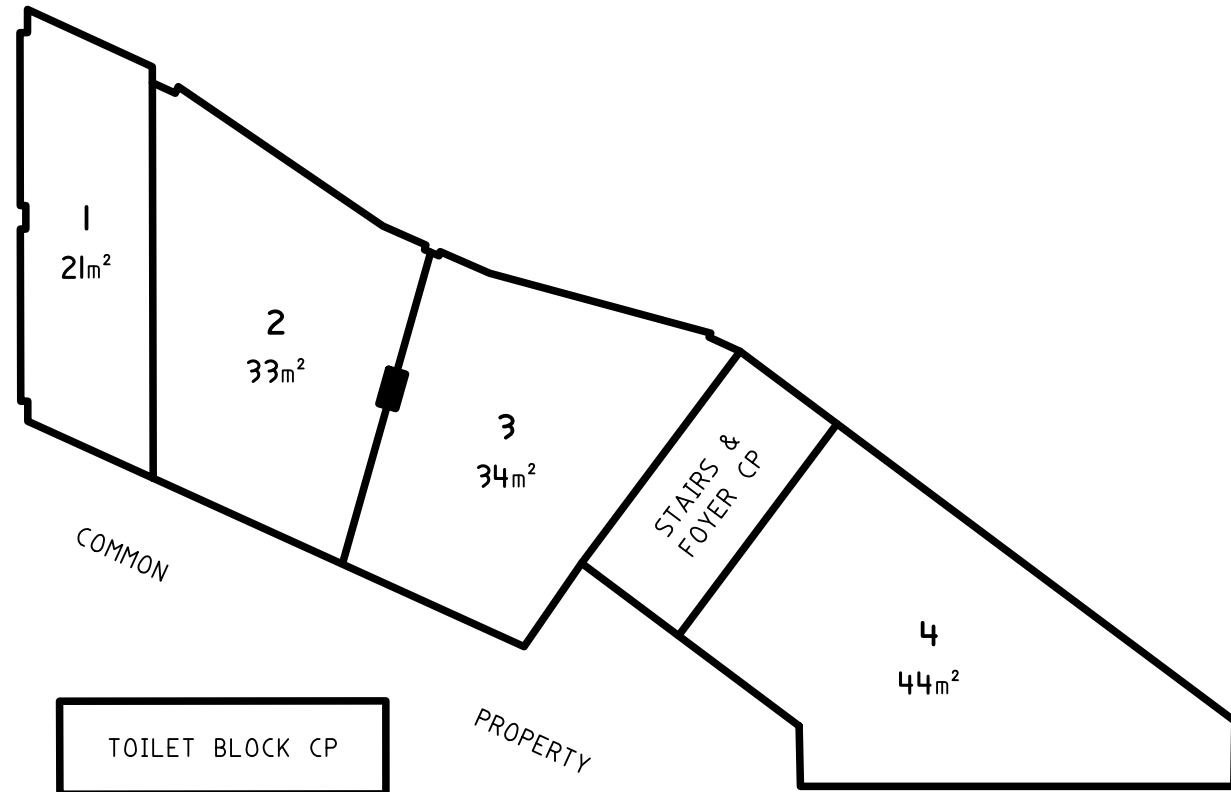 1
21m²
2
33m²
3
34m²
STAIRS &
FOYER CP
4
44m²
COMMON
PROPERTY
TOILET BLOCK CP